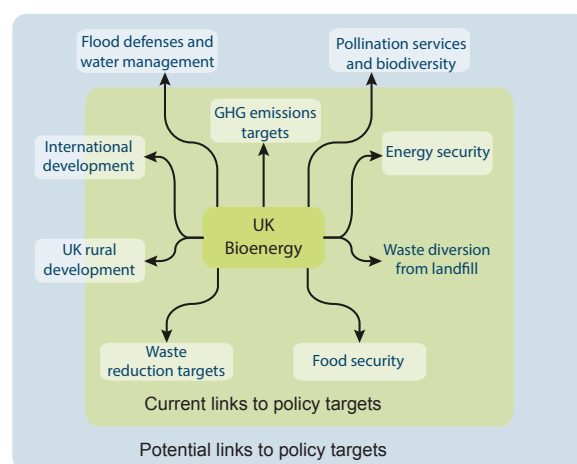 Flood defenses and
water management
Pollination services
and biodiversity
GHG emissions
targets
International
development
Energy security
UK
Bioenergy
UK rural
development
Waste diversion
from landfill
Waste
reduction targets
Food security
Current links to policy targets
Potential links to policy targets